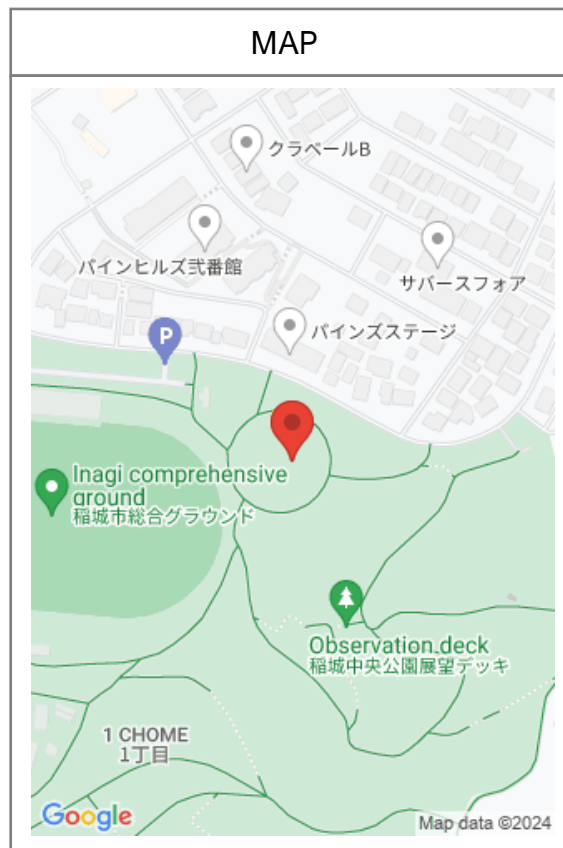 MAP
クラベールB
パインヒルズ弐番館
サバースフォア
P
パインズステージ
Inagi comprehensive
ground
稲城市総合グラウンド
Observation deck
稲城中央公園展望デッキ
1 CHOME
1丁目
Google
Map data ©2024